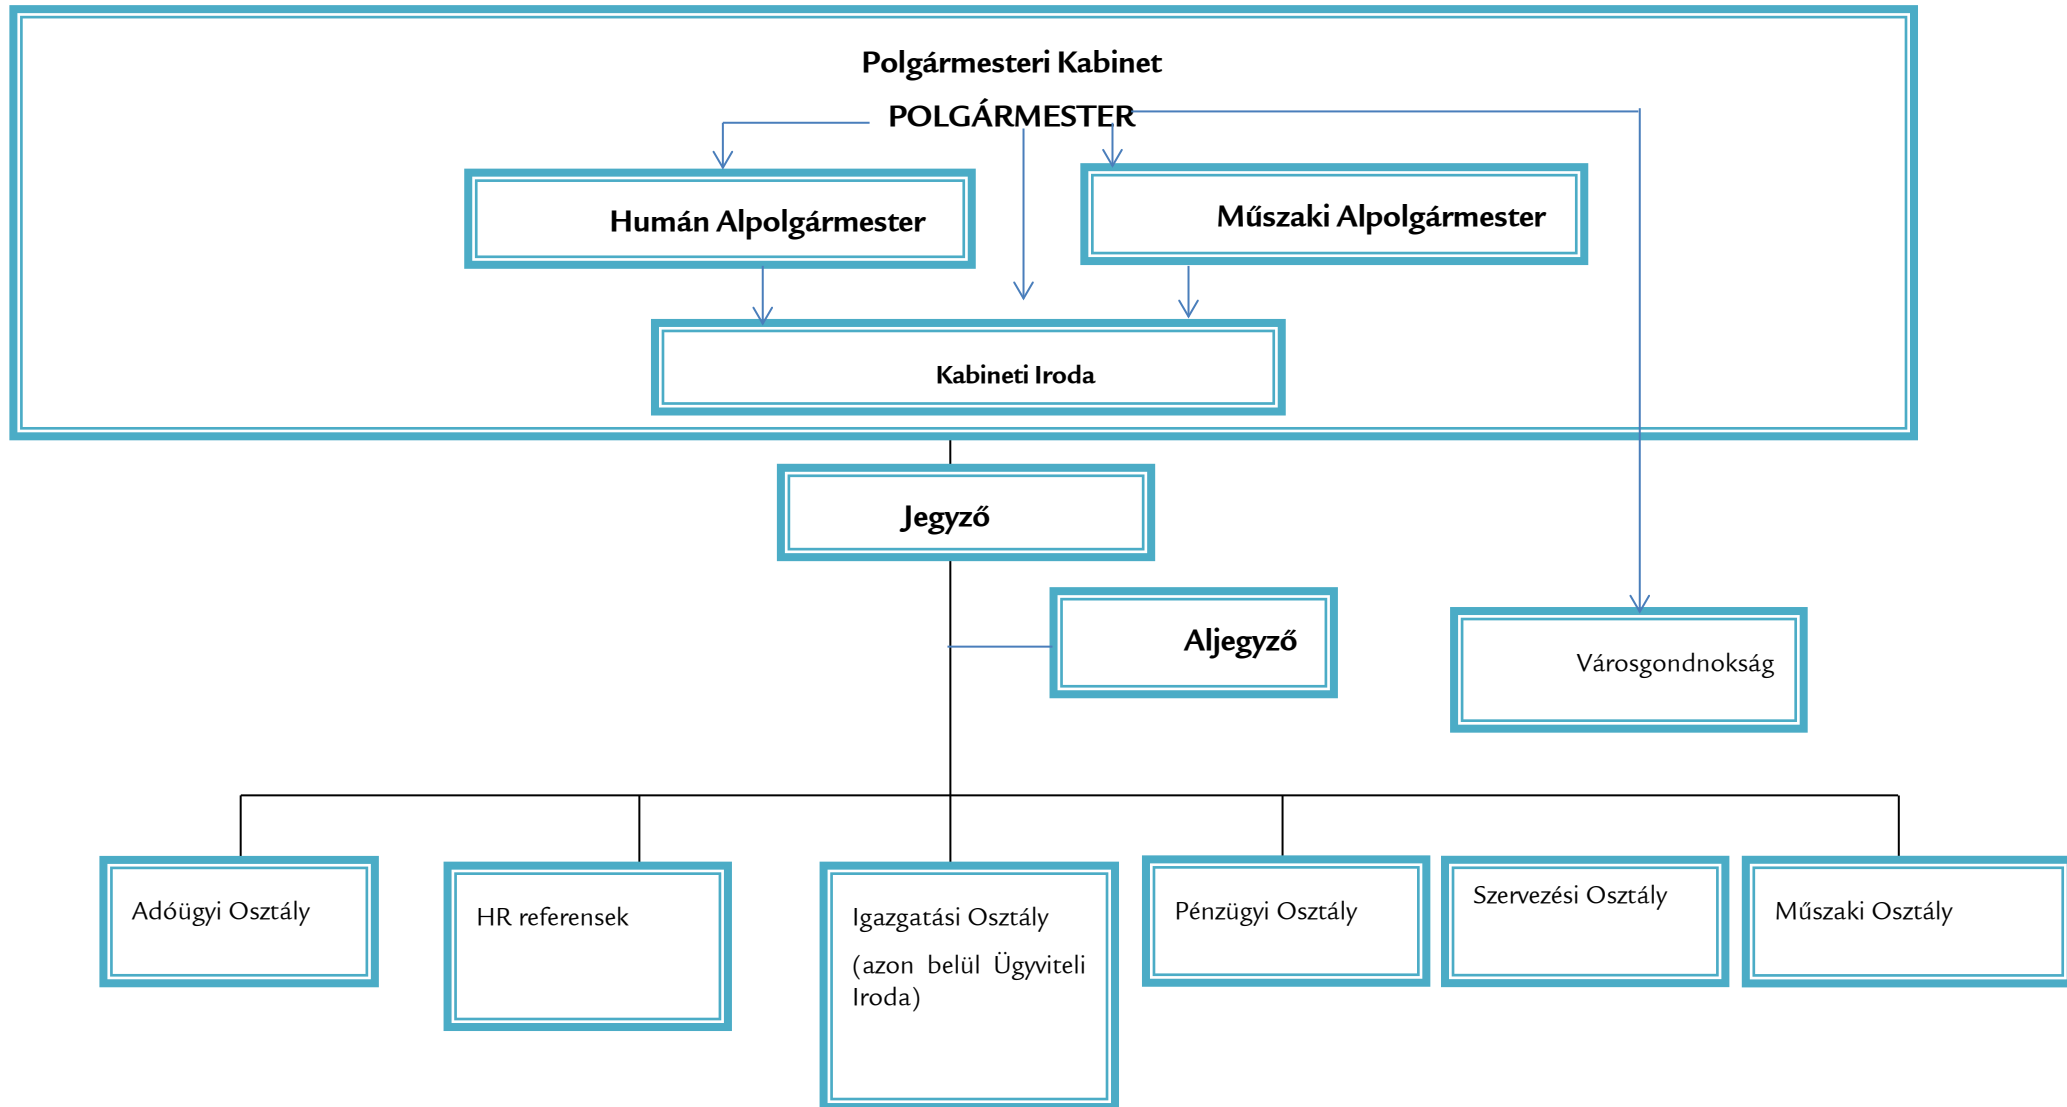 Polgármesteri Kabinet
POLGÁRMESTER
Humán Alpolgármester
Műszaki Alpolgármester
Kabineti Iroda
Jegyző
Aljegyző
Városgondnokság
Adóügyi Osztály
HR referensek
Igazgatási Osztály
(azon belül Ügyviteli
Iroda)
Pénzügyi Osztály
Szervezési Osztály
Műszaki Osztály